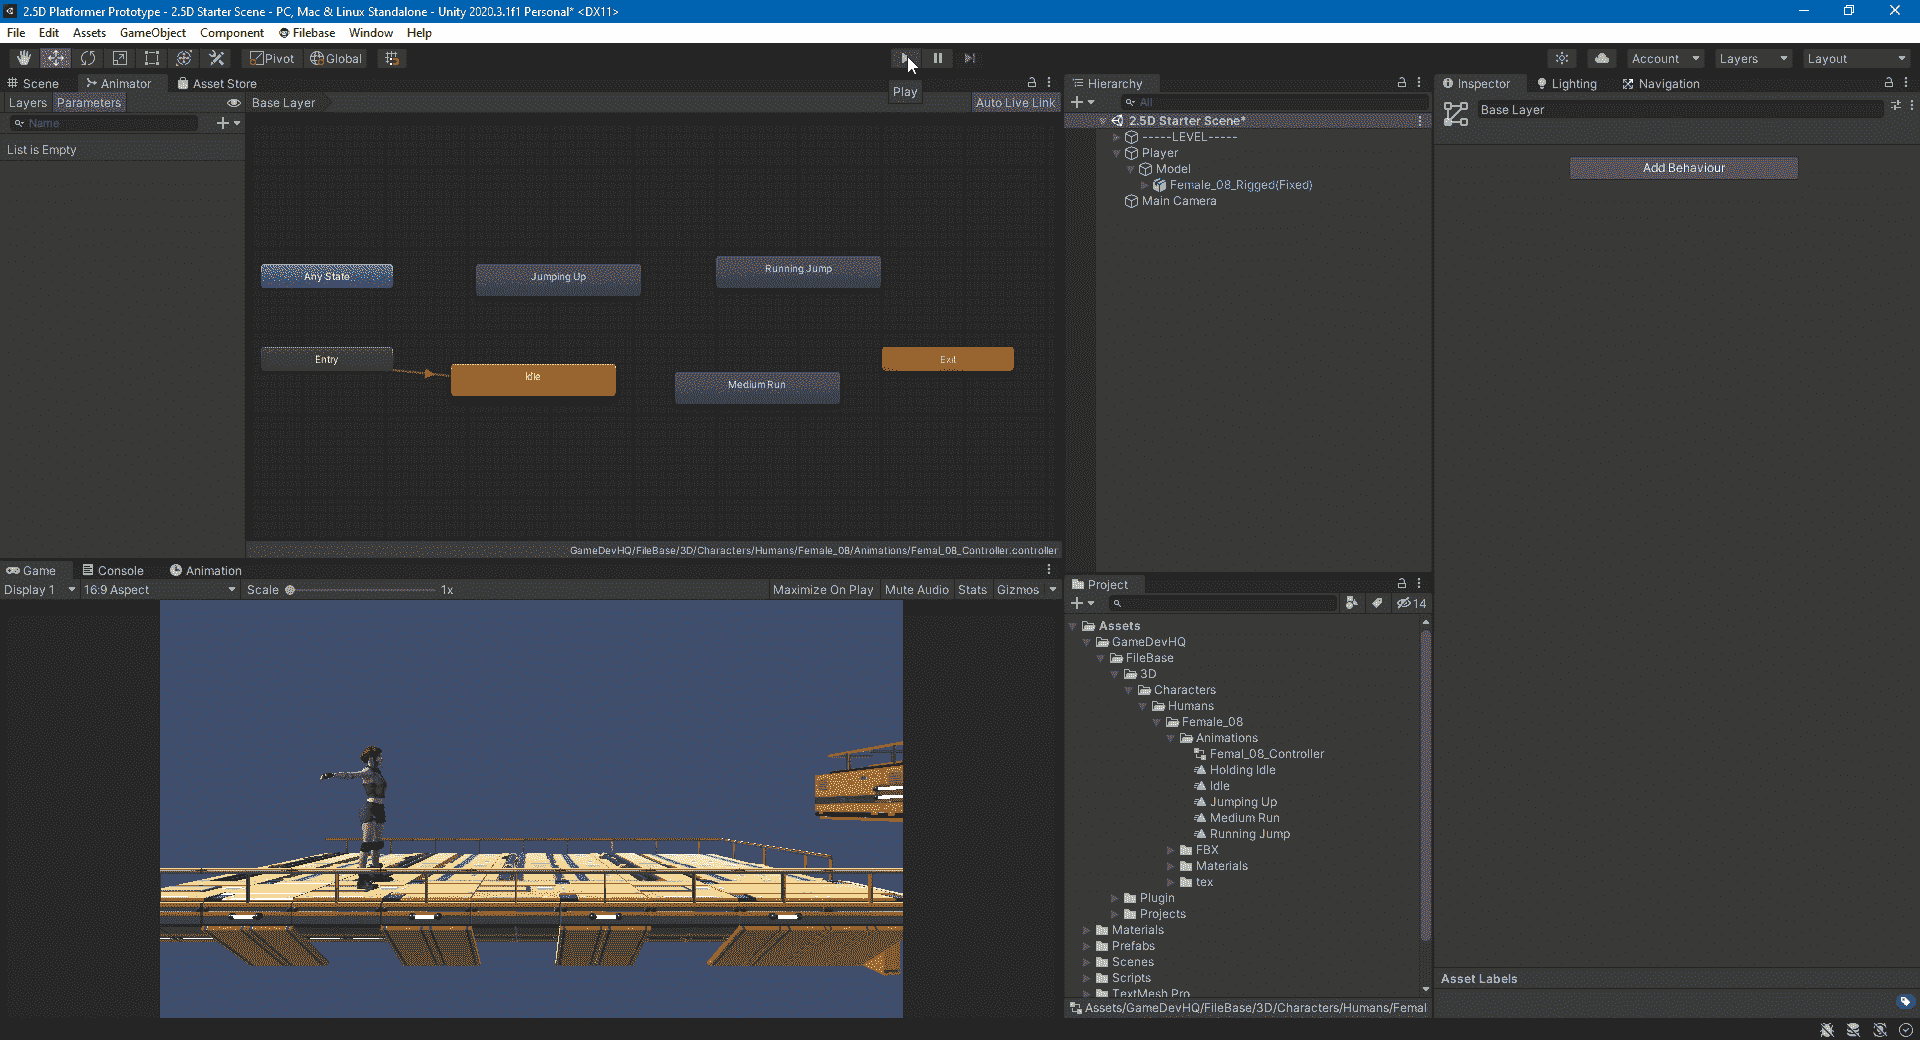 2.5D Platformer Prototype - 2.5D Starter Scene - PC, Mac & Linux Standalone - Unity 2020.3.1f1 Personal* <DX11>
File Edit Assets GameObject Component Filebase Window Help
Pivot Global Account Layers Layout
Scene Animator Asset Store
Layers Parameters Base Layer Auto Live Link
Play
Name
List is Empty
Any State
Jumping Up
Running Jump
Entry
Idle
Medium Run
Exit
GameDevHQ/FileBase/3D/Characters/Humans/Female_08/Animations/Femal_08_Controller.controller
Game Console Animation
Display 1 16:9 Aspect Scale 1x Maximize On Play Mute Audio Stats Gizmos
Hierarchy
All
2.5D Starter Scene*
-----LEVEL-----
Player
Model
Female_08_Rigged(Fixed)
Main Camera
Project
14
Assets
GameDevHQ
FileBase
3D
Characters
Humans
Female_08
Animations
Femal_08_Controller
Holding Idle
Idle
Jumping Up
Medium Run
Running Jump
FBX
Materials
tex
Plugin
Projects
Materials
Prefabs
Scenes
Scripts
TextMesh Pro
Assets/GameDevHQ/FileBase/3D/Characters/Humans/Femal
Inspector Lighting Navigation
Base Layer
Add Behaviour
Asset Labels